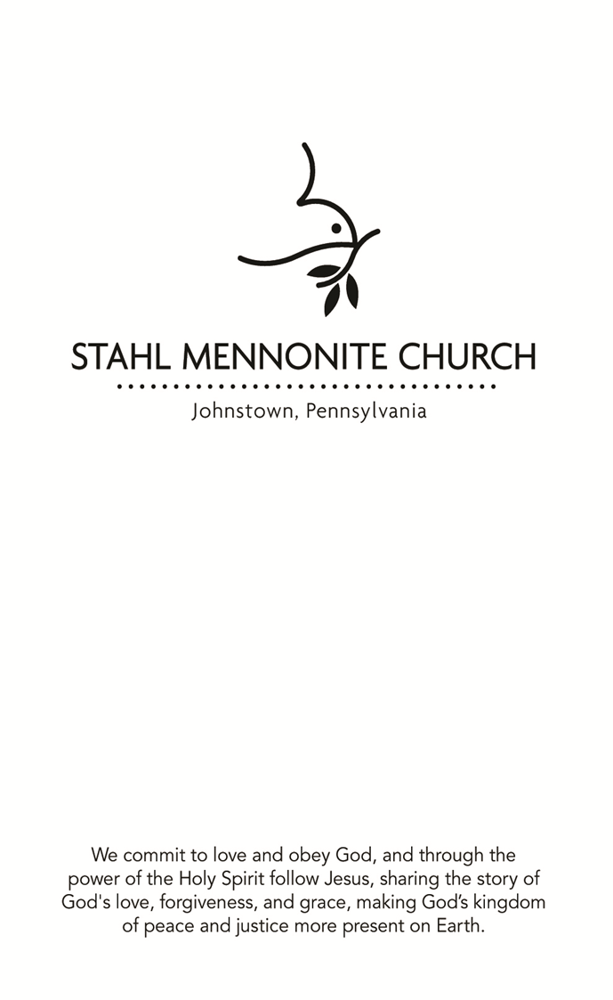 STAHL MENNONITE CHURCH
Johnstown, Pennsylvania
We commit to love and obey God, and through the
power of the Holy Spirit follow Jesus, sharing the story of
God's love, forgiveness, and grace, making God’s kingdom
of peace and justice more present on Earth.